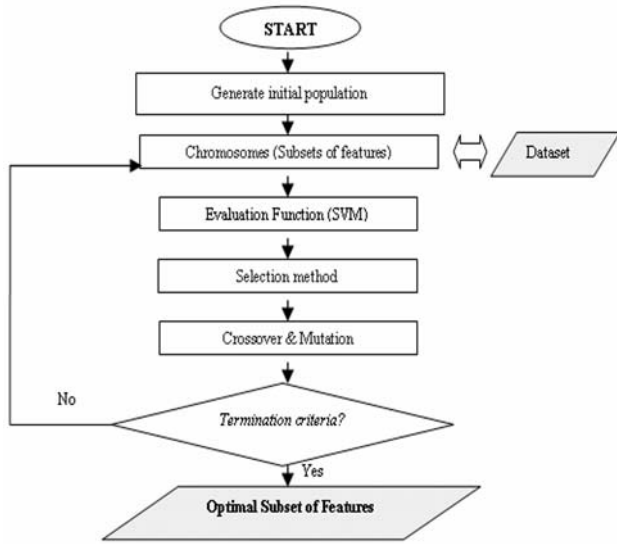 START
Generate initial population
Chromosomes (Subsets of features)
Dataset
Evaluation Function (SVM)
Selection method
Crossover & Mutation
No
Termination criteria?
Yes
Optimal Subset of Features